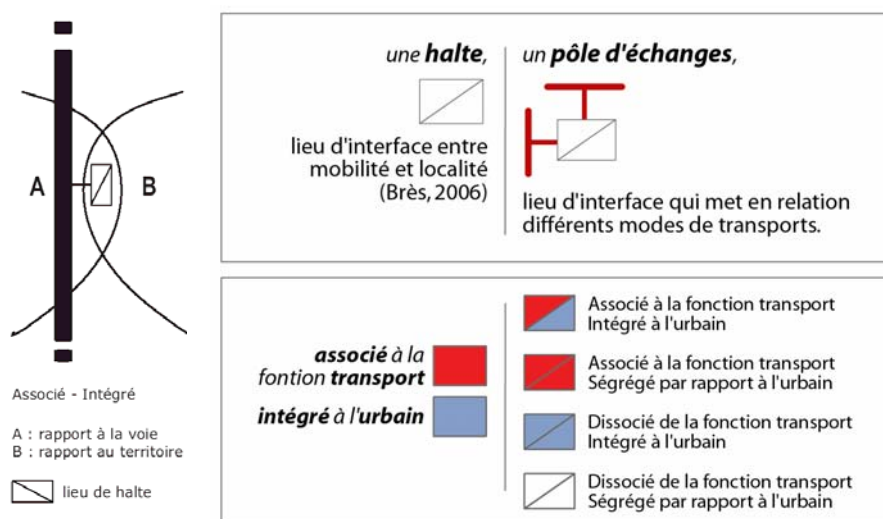 A
B
Associé - Intégré
A : rapport à la voie
B : rapport au territoire
lieu de halte
une halte,
lieu d'interface entre
mobilité et localité
(Brès, 2006)
un pôle d'échanges,
lieu d'interface qui met en relation
différents modes de transports.
associé à la
fontion transport
intégré à l'urbain
Associé à la fonction transport
Intégré à l'urbain
Associé à la fonction transport
Ségrégé par rapport à l'urbain
Dissocié de la fonction transport
Intégré à l'urbain
Dissocié de la fonction transport
Ségrégé par rapport à l'urbain